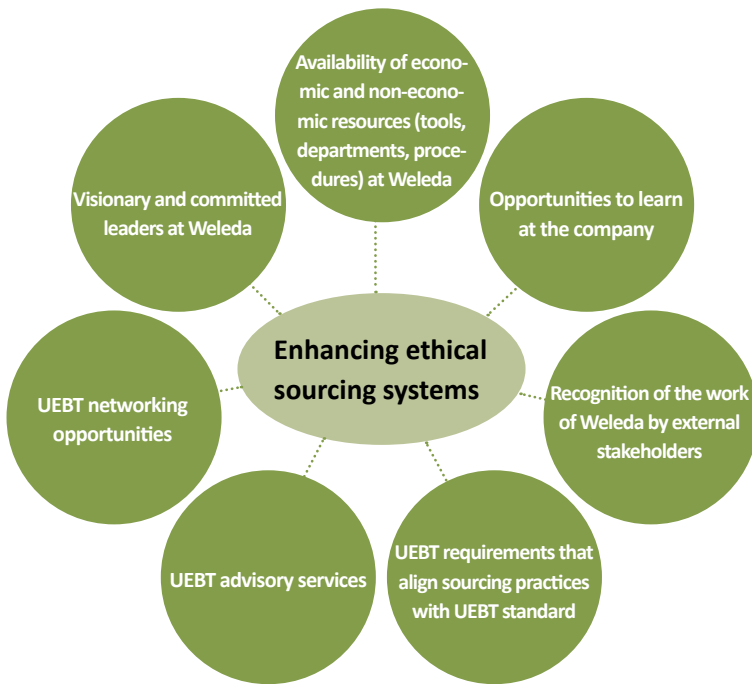 Availability of econo-
mic and non-econo-
mic resources (tools,
departments, proce-
dures) at Weleda
Visionary and committed
leaders at Weleda
Opportunities to learn
at the company
Enhancing ethical
sourcing systems
UEBT networking
opportunities
Recognition of the work
of Weleda by external
stakeholders
UEBT advisory services
UEBT requirements that
align sourcing practices
with UEBT standard